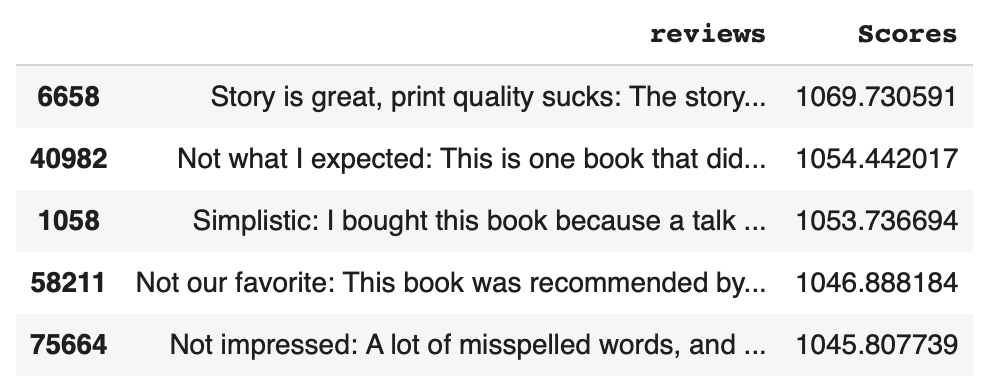 reviews Scores
6658 Story is great, print quality sucks: The story... 1069.730591
40982 Not what I expected: This is one book that did... 1054.442017
1058 Simplistic: I bought this book because a talk ... 1053.736694
58211 Not our favorite: This book was recommended by... 1046.888184
75664 Not impressed: A lot of misspelled words, and ... 1045.807739